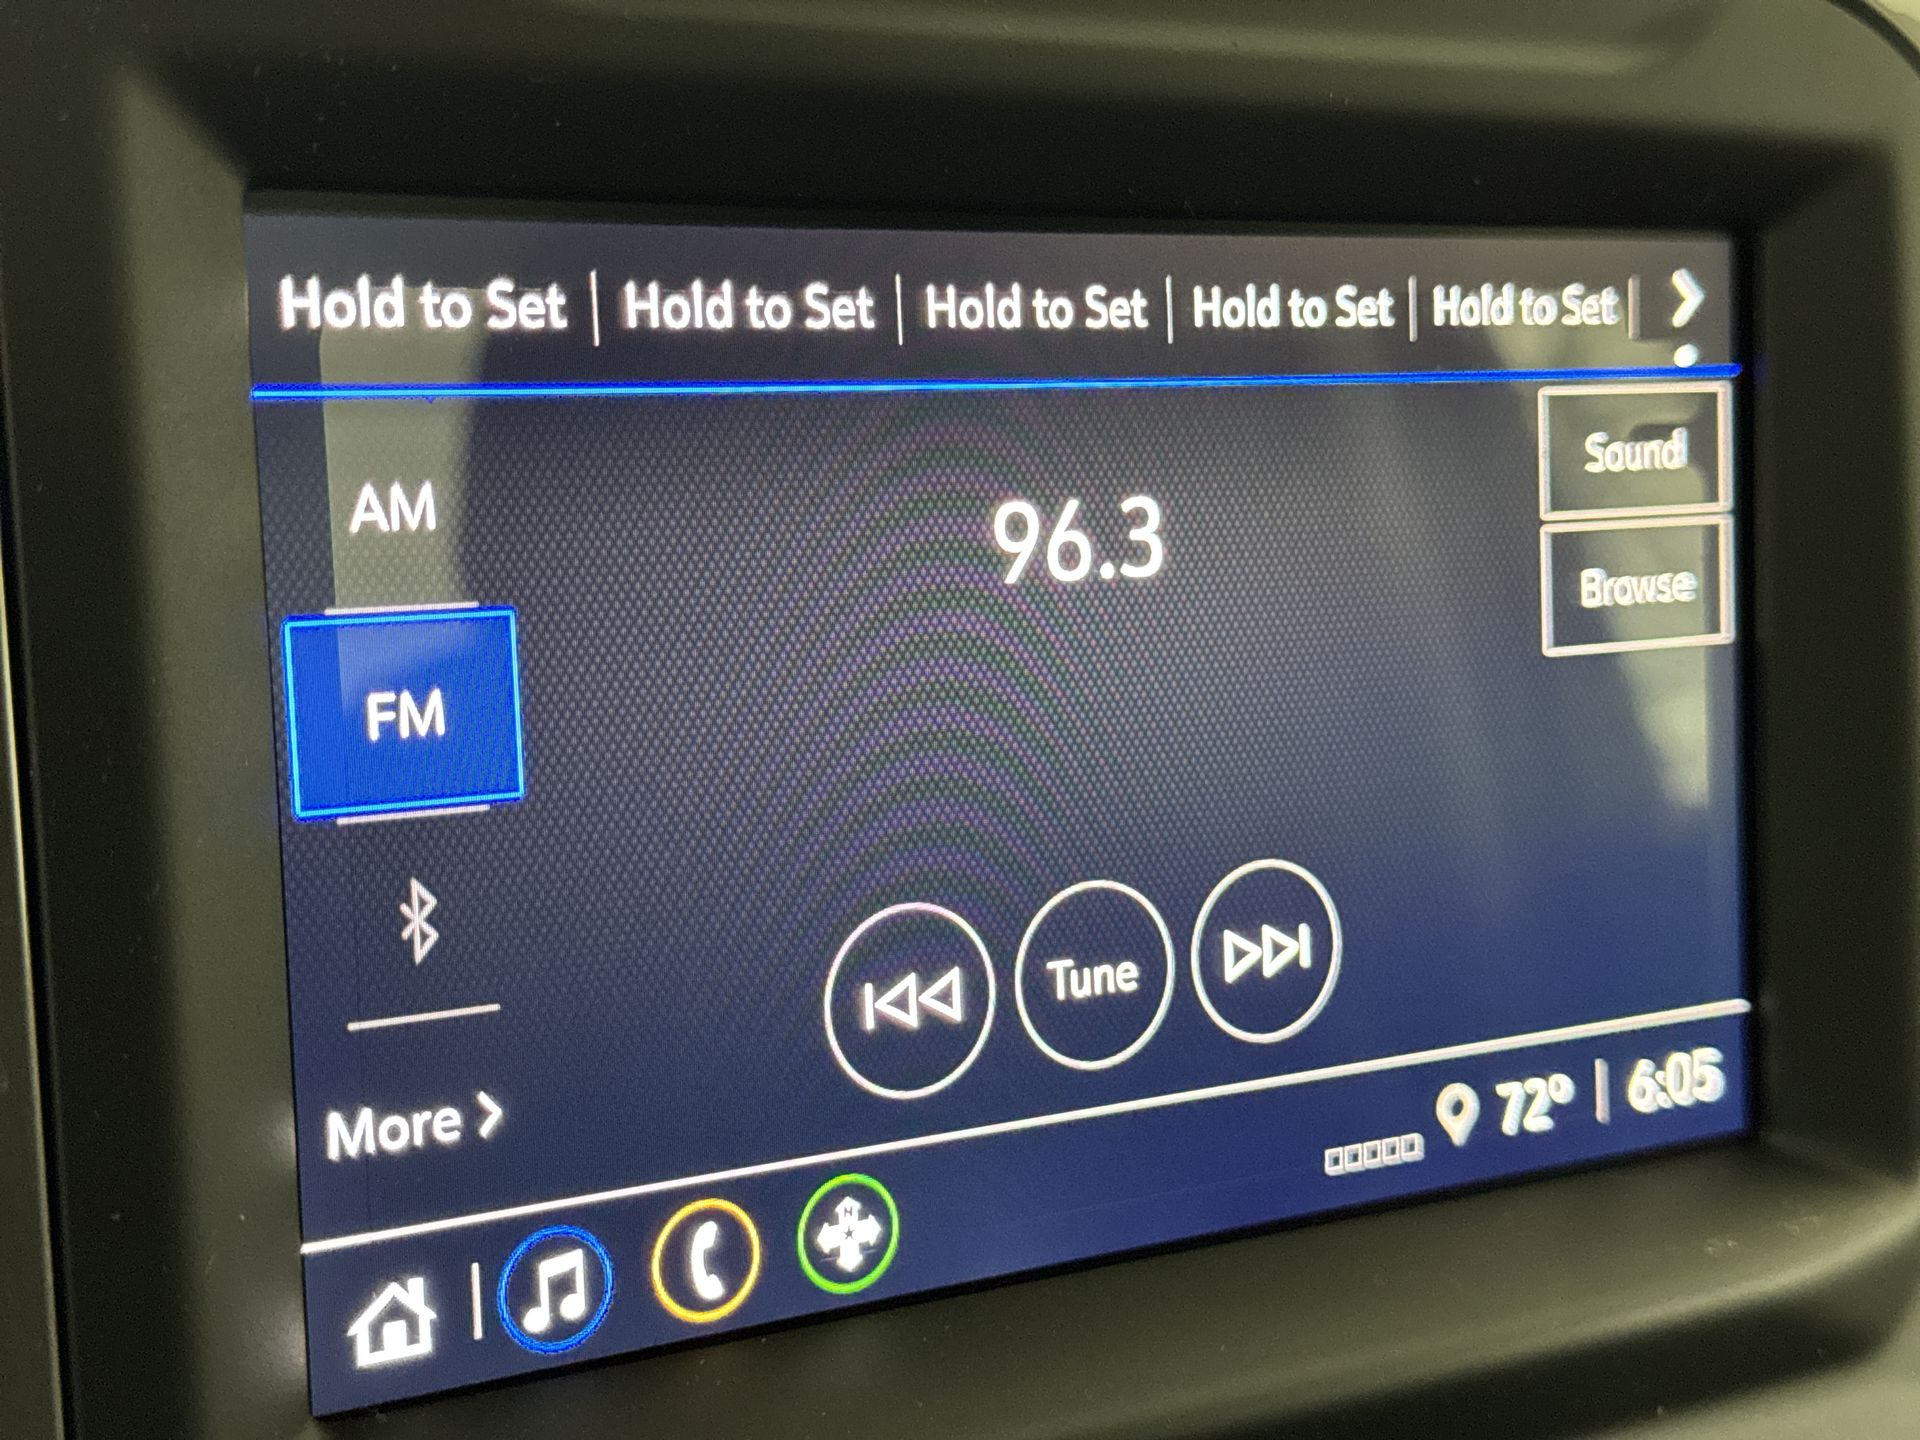 Hold to Set | Hold to Set | Hold to Set | Hold to Set | Hold to Set |
Sound
AM
96.3
Browse
FM
Tune
More
72° | 6:05
N